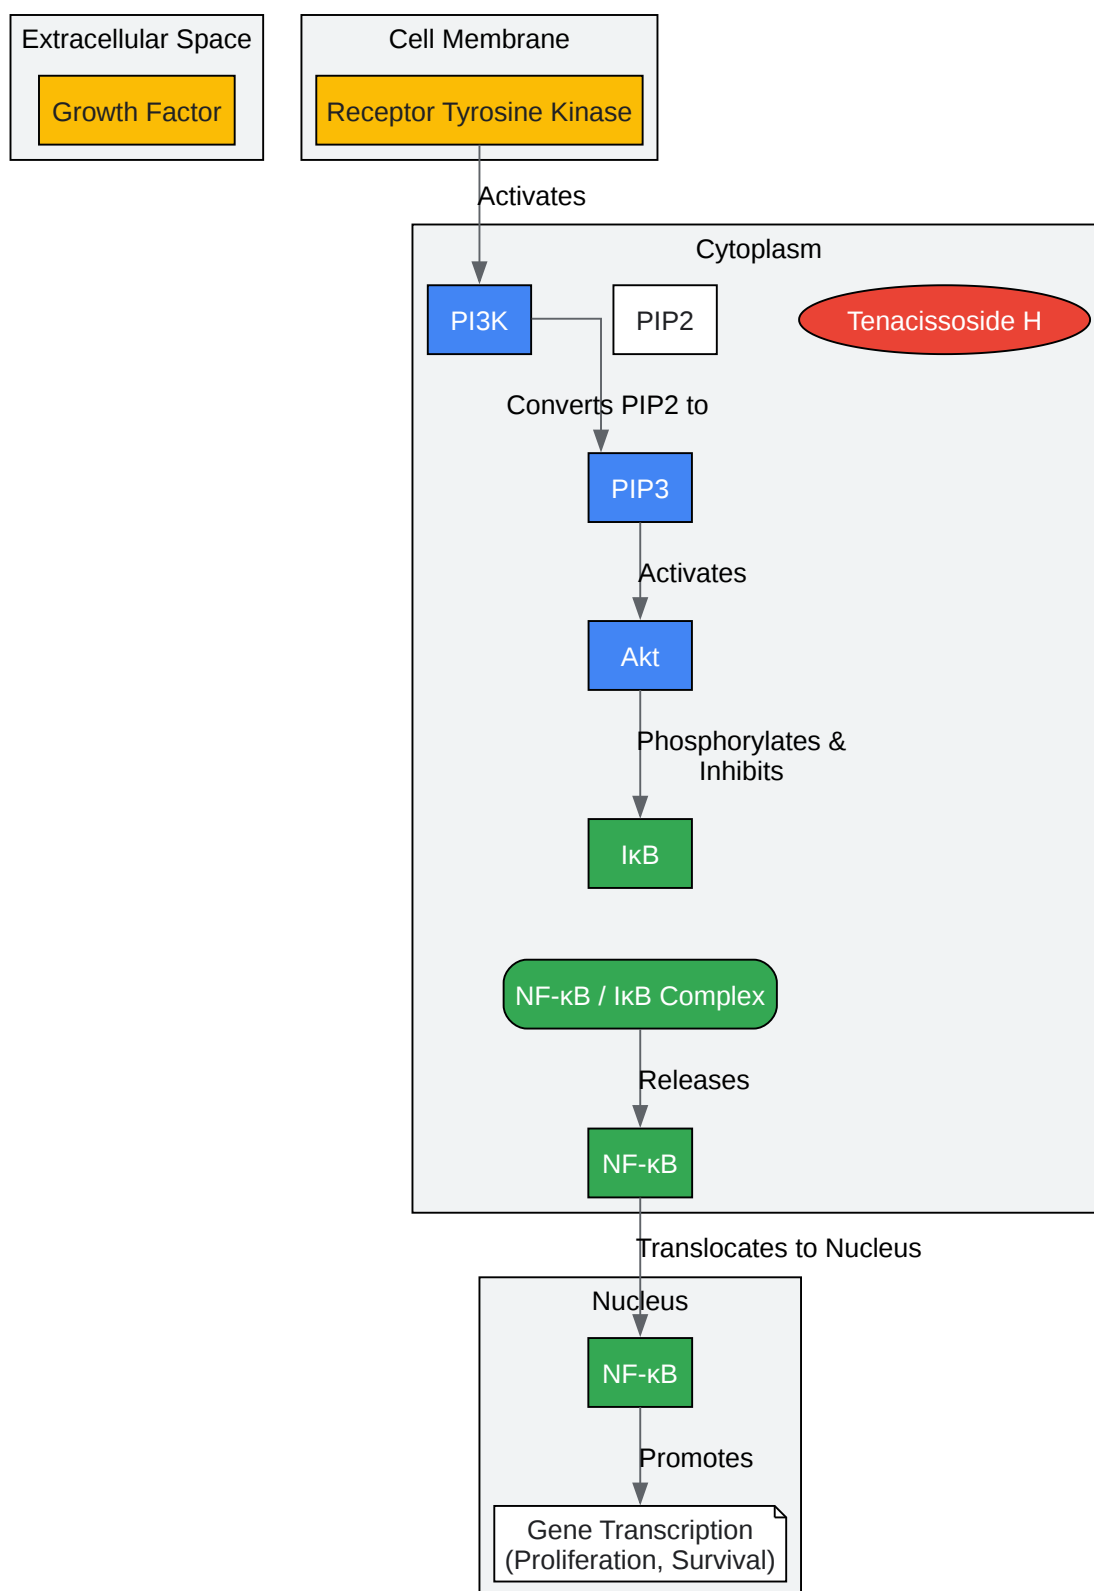 Extracellular Space
Growth Factor
Cell Membrane
Receptor Tyrosine Kinase
Activates
Cytoplasm
PI3K
PIP2
Tenacissoside H
Converts PIP2 to
PIP3
Activates
Akt
Phosphorylates &
Inhibits
IκB
NF-κB / IκB Complex
Releases
NF-κB
Translocates to Nucleus
Nucleus
NF-κB
Promotes
Gene Transcription
(Proliferation, Survival)